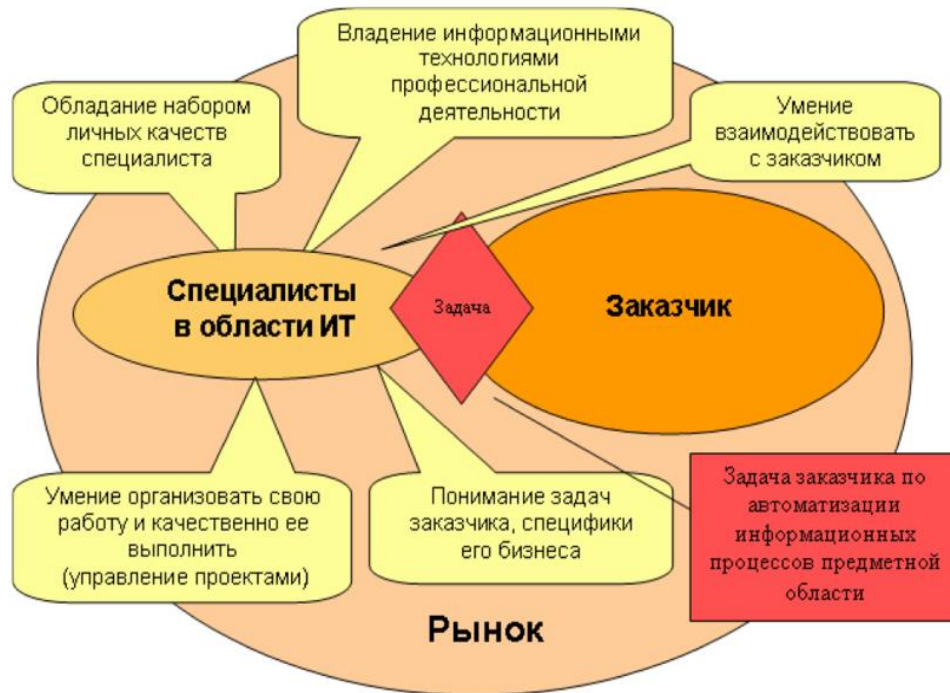 Владение информационными
технологиями
профессиональной
деятельности
Обладание набором
личных качеств
специалиста
Умение
взаимодействовать
с заказчиком
Специалисты
в области ИТ
Задача
Заказчик
Умение организовать свою
работу и качественно ее
выполнить
(управление проектами)
Понимание задач
заказчика, специфики
его бизнеса
Задача заказчика по
автоматизации
информационных
процессов предметной
области
Рынок